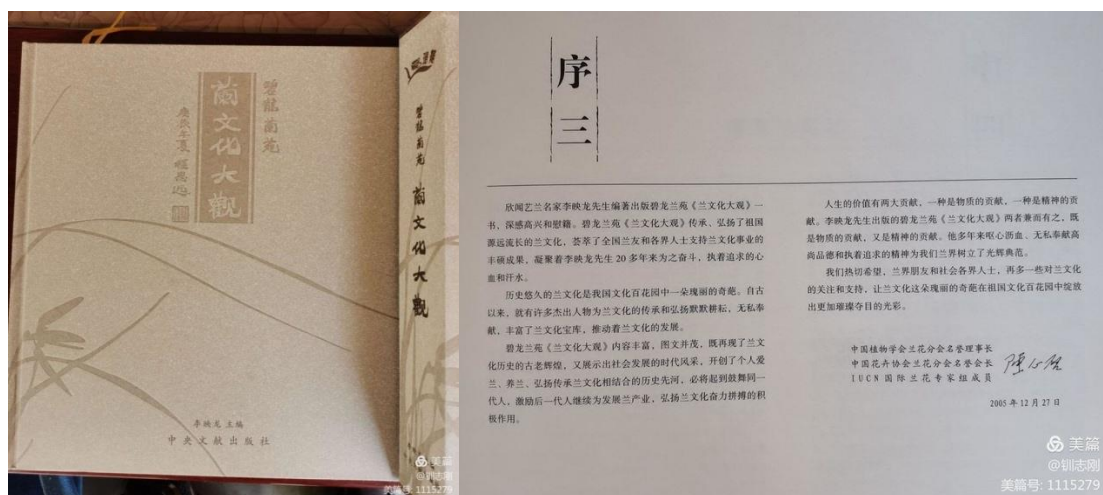 碧龍蘭苑
蘭文化大觀
李映龙 主编
中央文献出版社
碧龍蘭苑
蘭文化大觀
序三
欣闻艺兰名家李映龙先生编著出版碧龙兰苑《兰文化大观》一
书，深感高兴和慰藉。碧龙兰苑《兰文化大观》传承、弘扬了祖国
源远流长的兰文化，荟萃了全国兰友和各界人士支持兰文化事业的
丰硕成果，凝聚着李映龙先生 20 多年来为之奋斗，执着追求的心
血和汗水。
历史悠久的兰文化是我国文化百花园中一朵瑰丽的奇葩。自古
以来，就有许多杰出人物为兰文化的传承和弘扬默默耕耘，无私奉
献，丰富了兰文化宝库，推动着兰文化的发展。
碧龙兰苑《兰文化大观》内容丰富，图文并茂，既再现了兰文
化历史的古老辉煌，又展示出社会发展的时代风采，开创了个人爱
兰、养兰、弘扬传承兰文化相结合的历史先河，必将起到鼓舞同一
代人，激励后一代人继续为发展兰产业，弘扬兰文化奋力拼搏的积
极作用。
人生的价值有两大贡献，一种是物质的贡献，一种是精神的贡
献。李映龙先生出版的碧龙兰苑《兰文化大观》两者兼而有之，既
是物质的贡献，又是精神的贡献。他多年来呕心沥血、无私奉献高
尚品德和执着追求的精神为我们兰界树立了光辉典范。
我们热切希望，兰界朋友和社会各界人士，再多一些对兰文化
的关注和支持，让兰文化这朵瑰丽的奇葩在祖国文化百花园中绽放
出更加璀璨夺目的光彩。
中国植物学会兰花分会名誉理事长
中国花卉协会兰花分会名誉会长
IUCN 国际兰花专家组成员
陈心启
2005 年 12 月 27 日
美篇
@钏志刚
美篇号: 1115279
美篇
@钏志刚
美篇号: 1115279